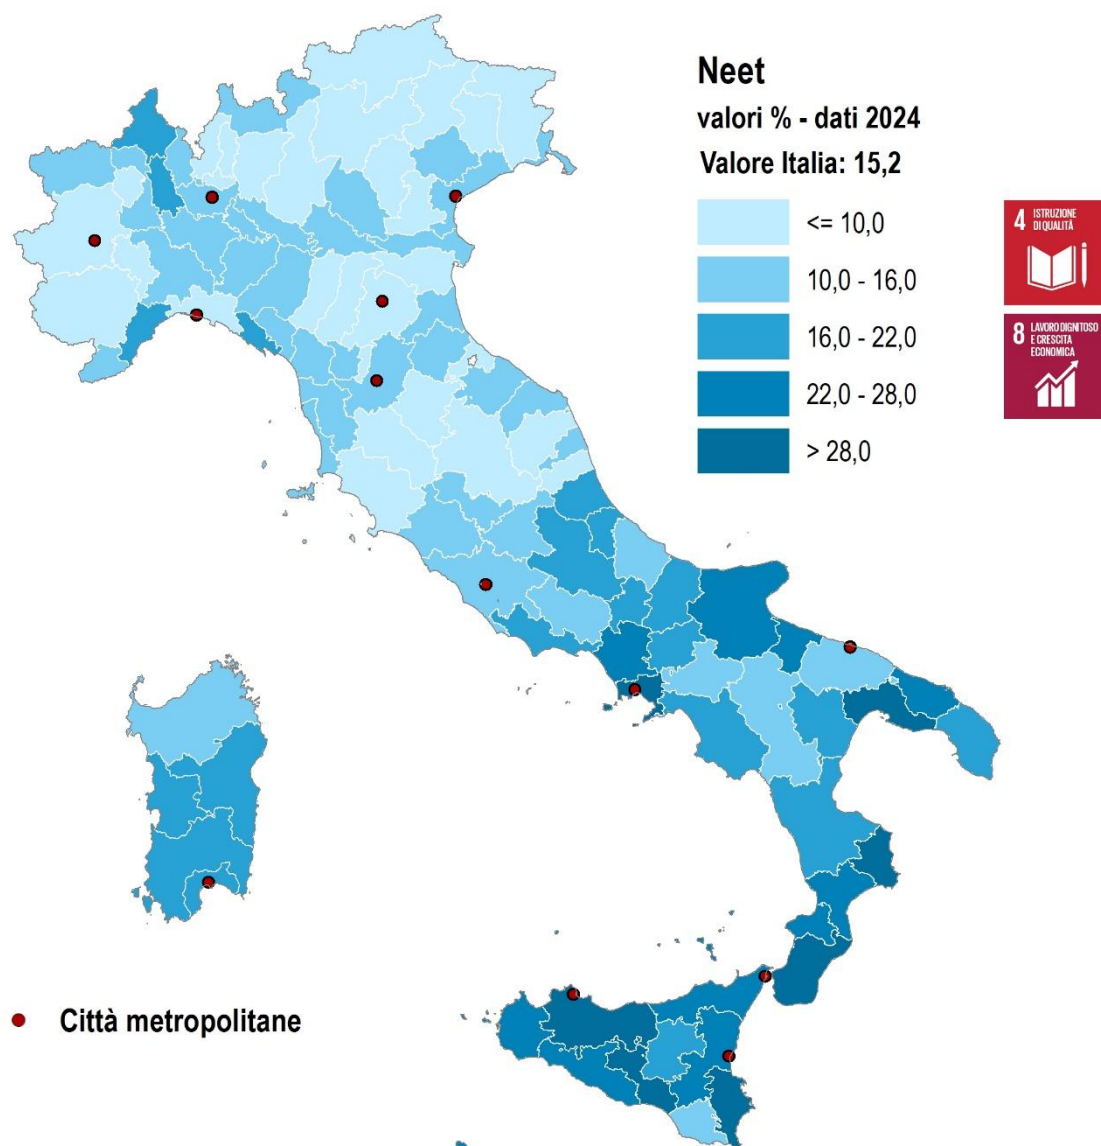 Neet
valori % - dati 2024
Valore Italia: 15,2
<= 10,0
10,0 - 16,0
16,0 - 22,0
22,0 - 28,0
> 28,0
4 ISTRUZIONE
DI QUALITÀ
8 LAVORO DIGNITOSO
E CRESCITA
ECONOMICA
Città metropolitane